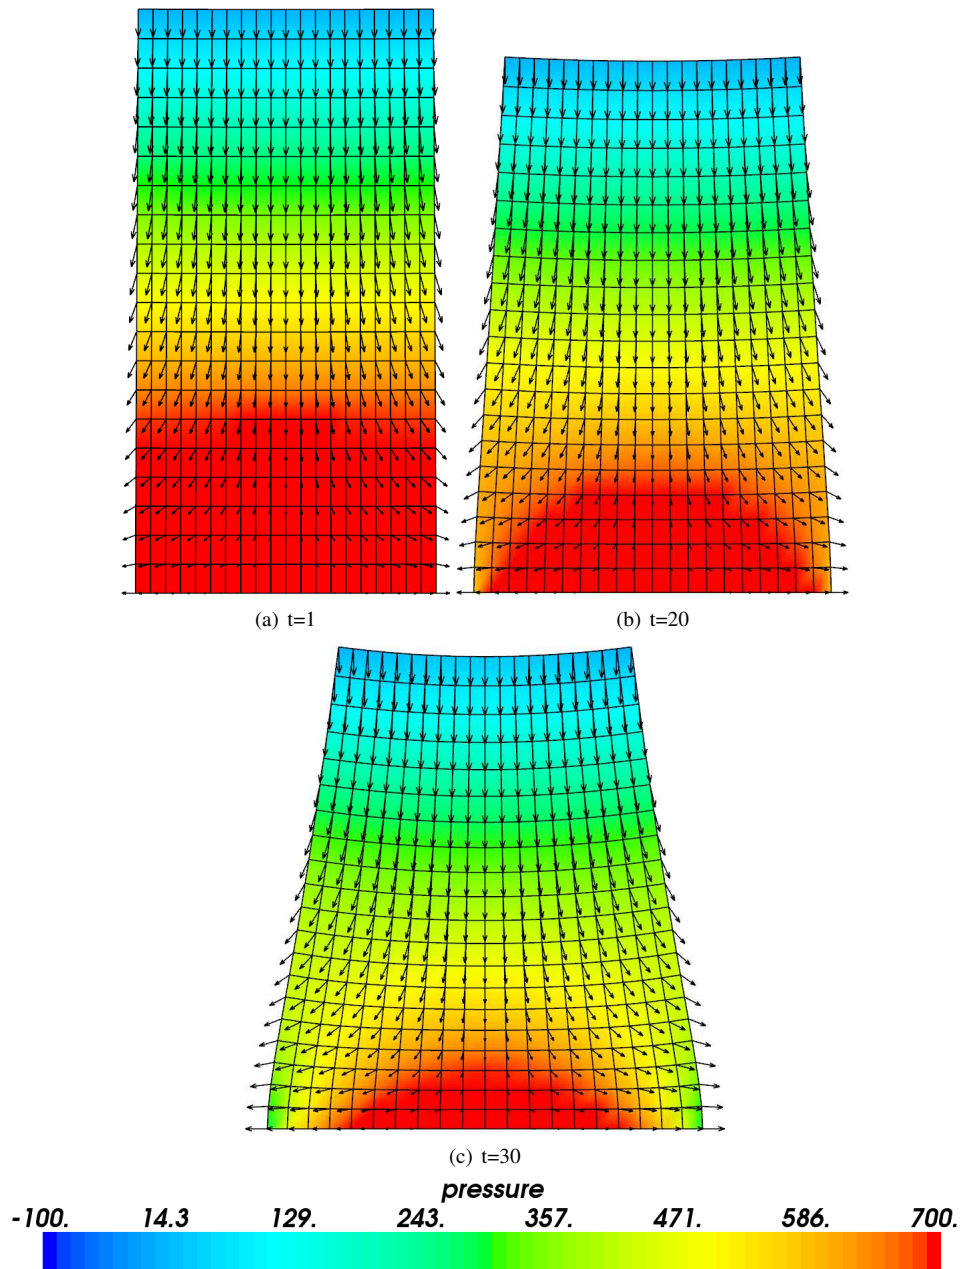 (a) t=1
(b) t=20
(c) t=30
pressure
-100. 14.3 129. 243. 357. 471. 586. 700.